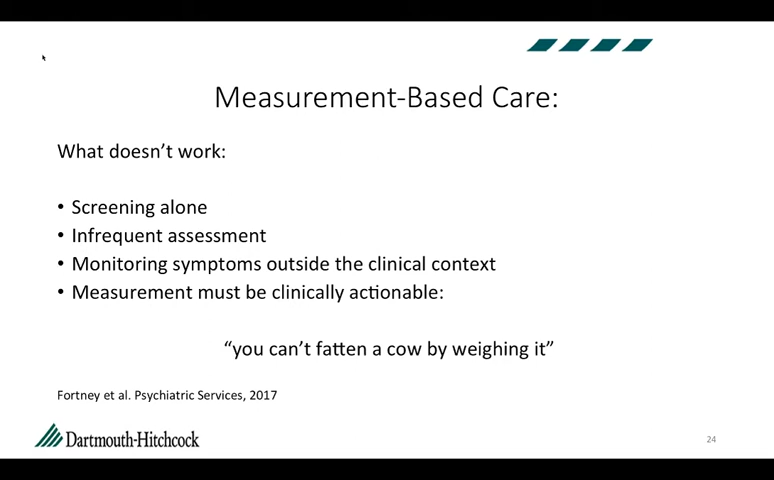 Measurement-Based Care:
What doesn’t work:
• Screening alone
• Infrequent assessment
• Monitoring symptoms outside the clinical context
• Measurement must be clinically actionable:
“you can’t fatten a cow by weighing it”
Fortney et al. Psychiatric Services, 2017
Dartmouth-Hitchcock
24